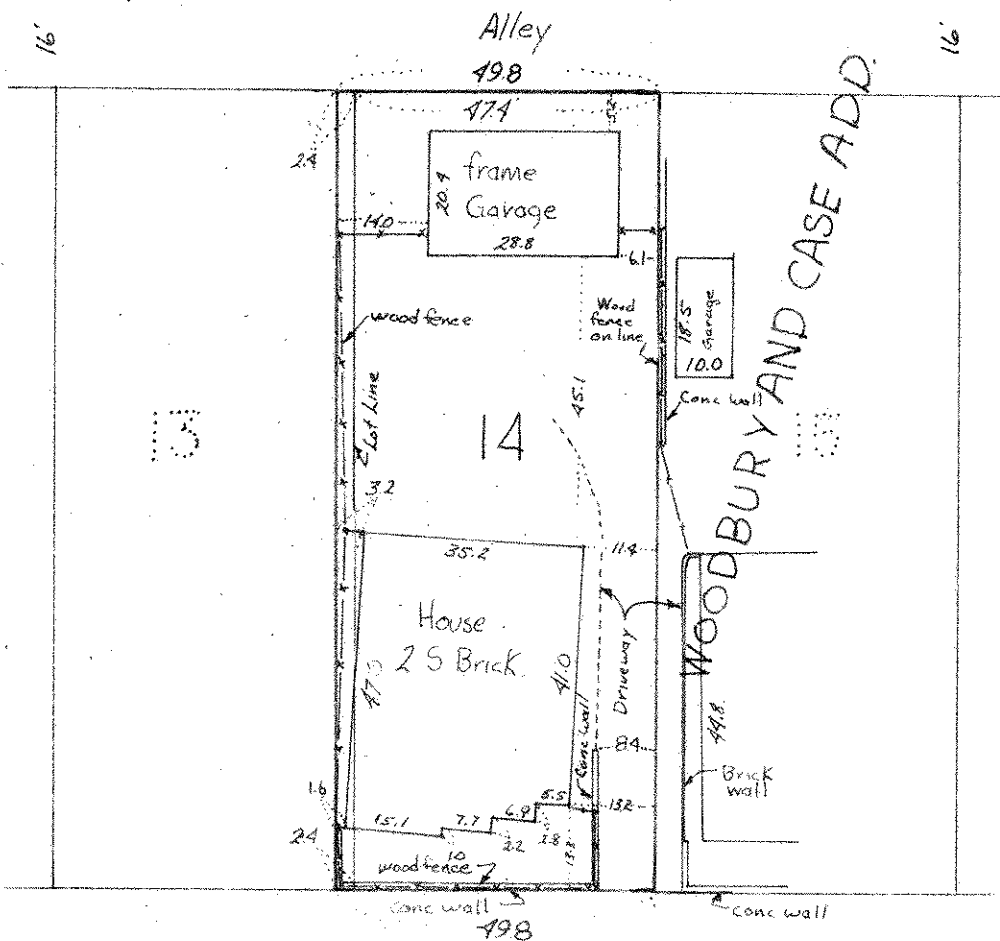 Alley
16'
16'
49.8
47.4'
2.4
frame
Garage
20.4
28.8
14.0
6.1
wood fence
Wood
fence
on line
18.5
Garage
10.0
Conc wall
WOODBURY AND CASE ADD.
Lot Line
45.1
13
14
3.2
35.2
11.4
House
2 S Brick
41.0
Driveway
Conc wall
8.4
44.8
Brick
wall
1.6
2.4
15.1
7.7
6.9
5.5
1.0
2.2
2.8
13.2
wood fence
Conc wall
Conc wall
49.8